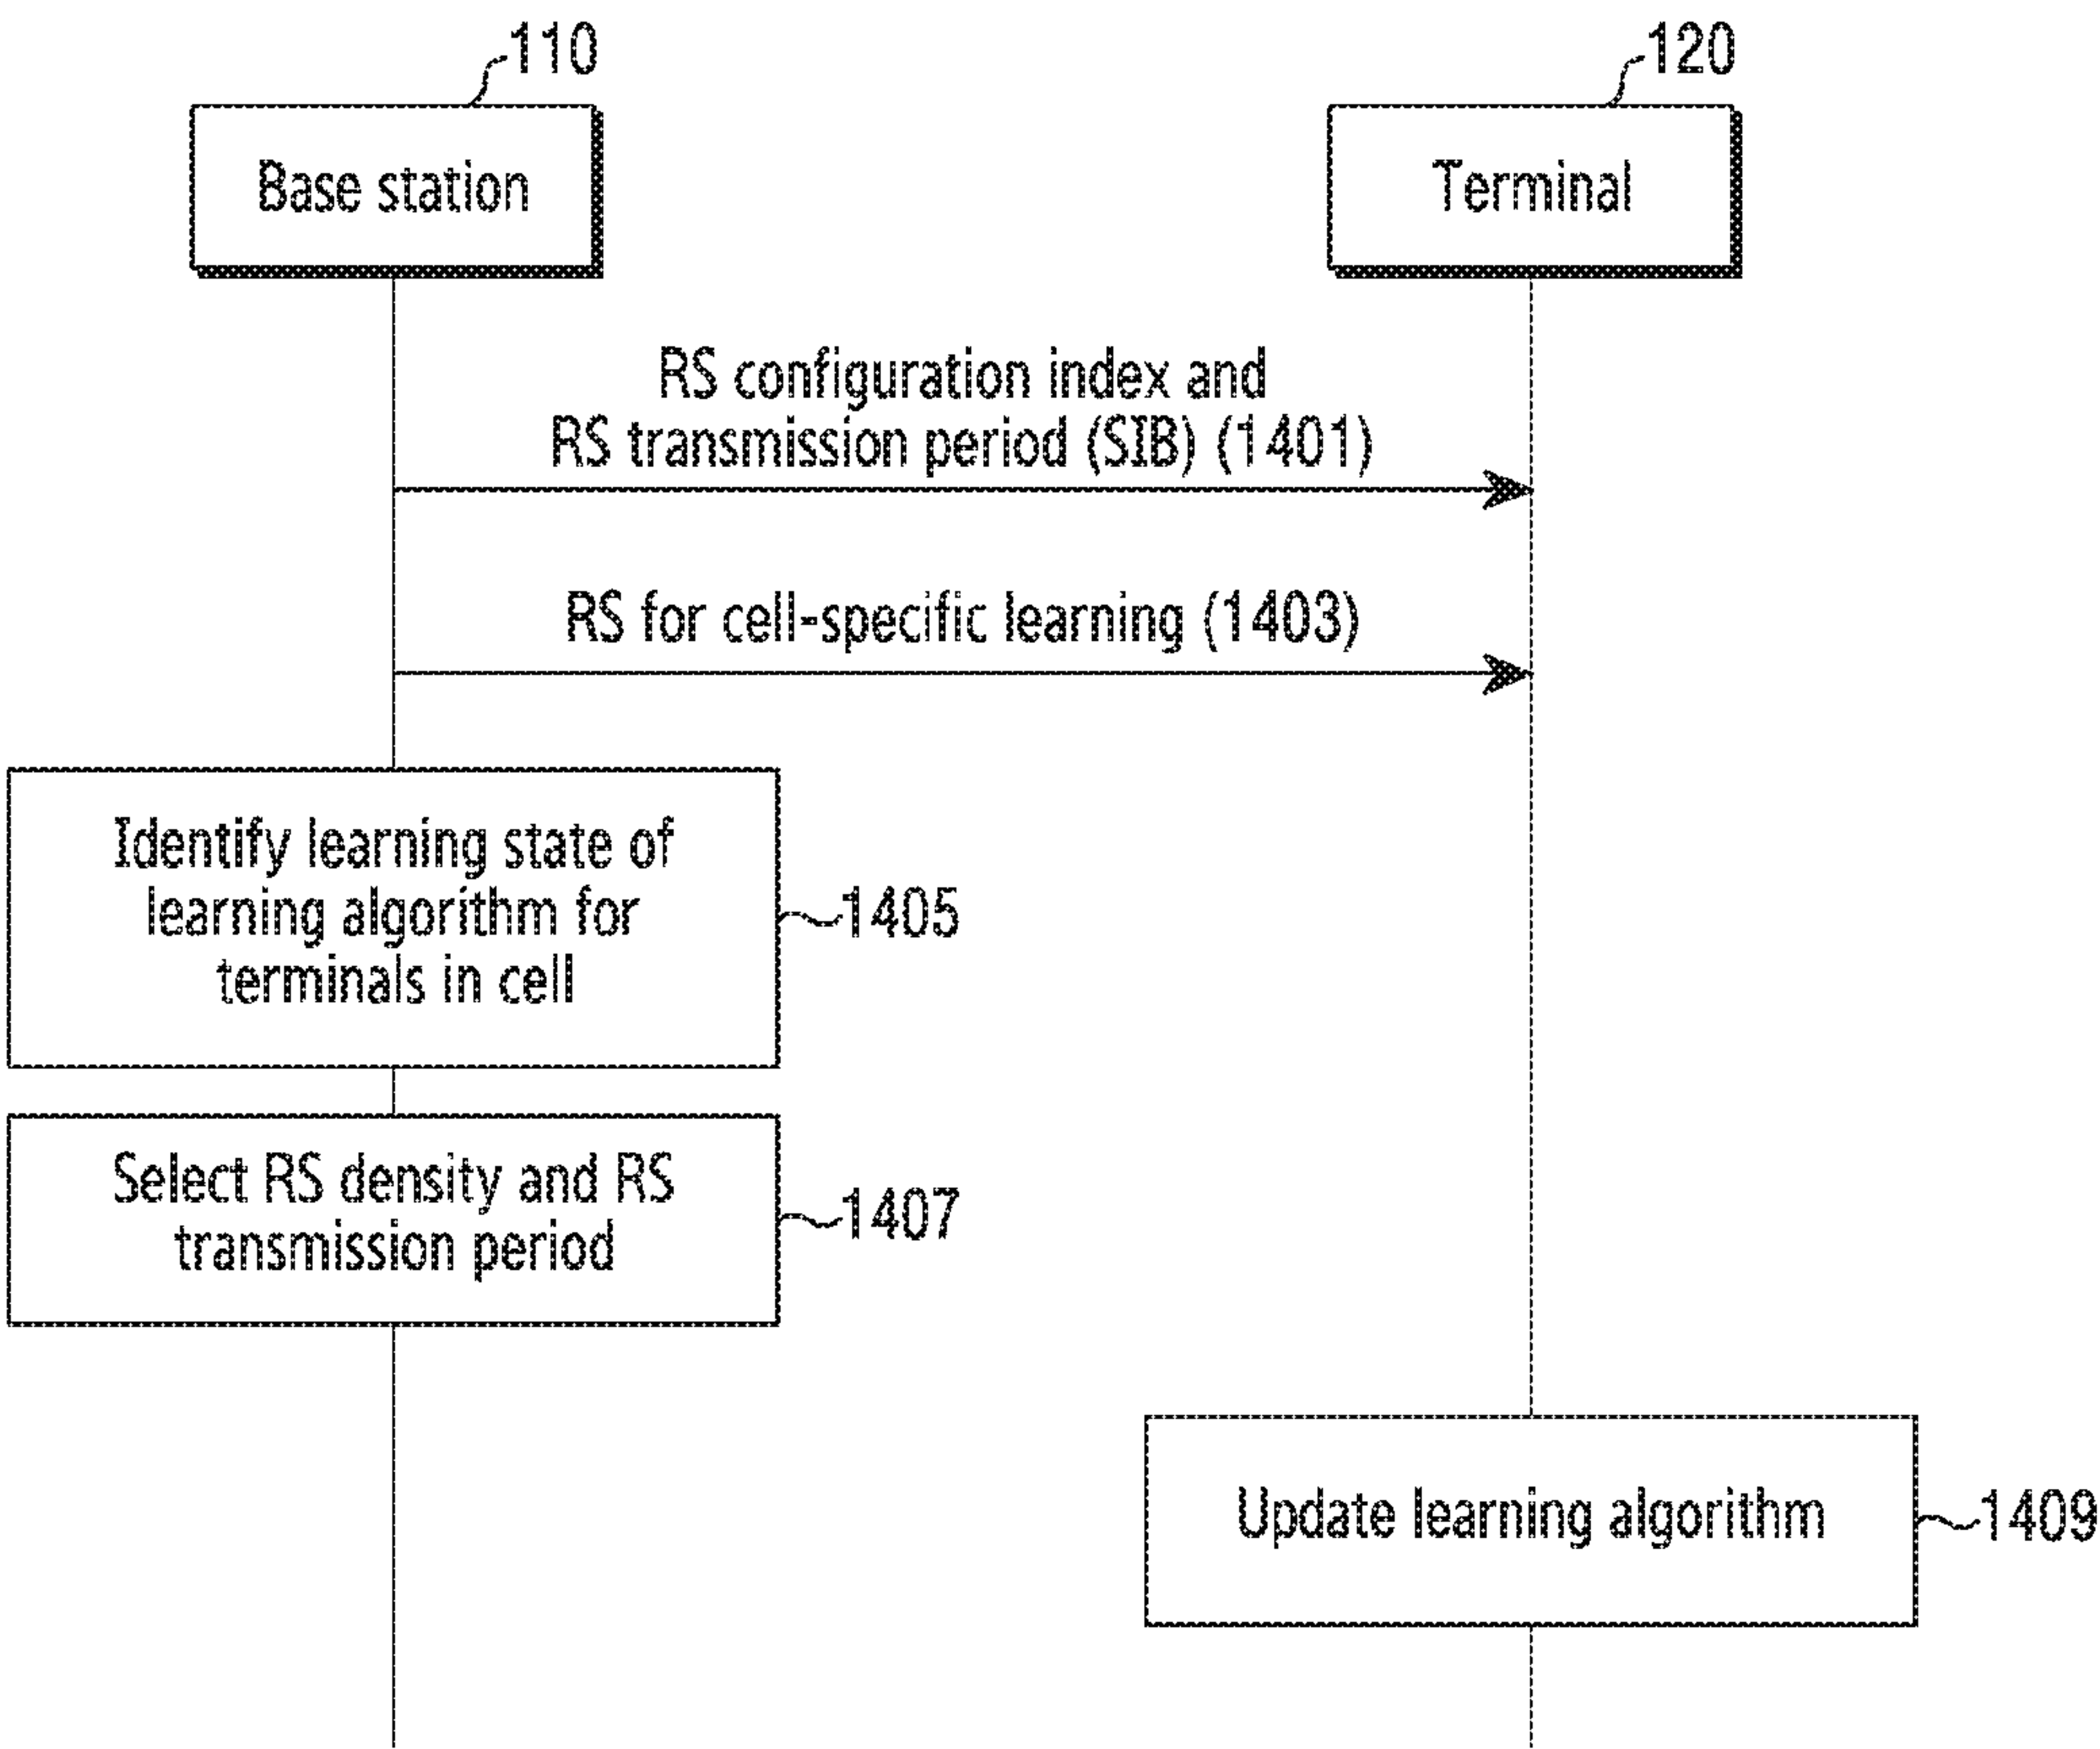 110
120
Base station
Terminal
RS configuration index and
RS transmission period (SIB) (1401)
RS for cell-specific learning (1403)
Identify learning state of
learning algorithm for
terminals in cell
1405
Select RS density and RS
transmission period
1407
Update learning algorithm
1409